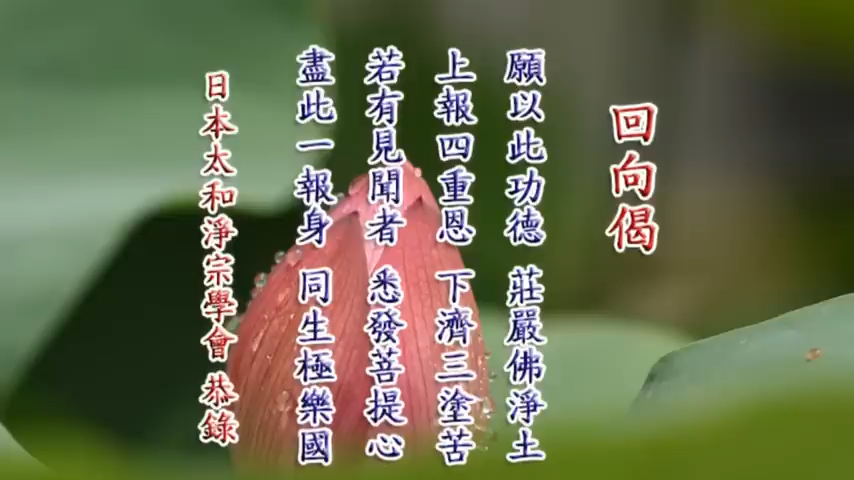 回向偈
願以此功德 莊嚴佛淨土
上報四重恩 下濟三塗苦
若有見聞者 悉發菩提心
盡此一報身 同生極樂國
日本太和淨宗學會 恭錄